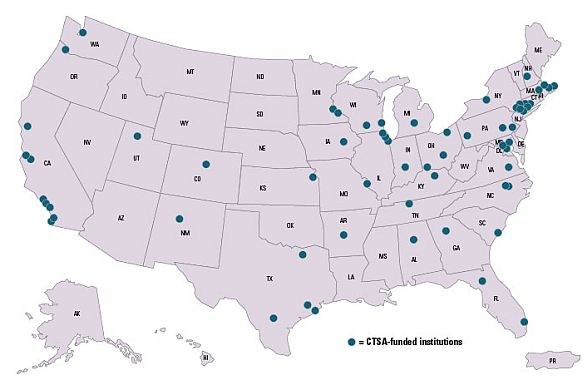 WA
MT
ND
MN
WI
MI
VT
NH
ME
NY
MA
CT
RI
OR
ID
WY
SD
IA
NE
NV
UT
CO
CA
KS
MO
IL
IN
OH
PA
NJ
MD
DE
DC
WV
VA
KY
NC
TN
SC
AZ
NM
OK
AR
MS
AL
GA
TX
LA
FL
AK
HI
PR
= CTSA-funded institutions